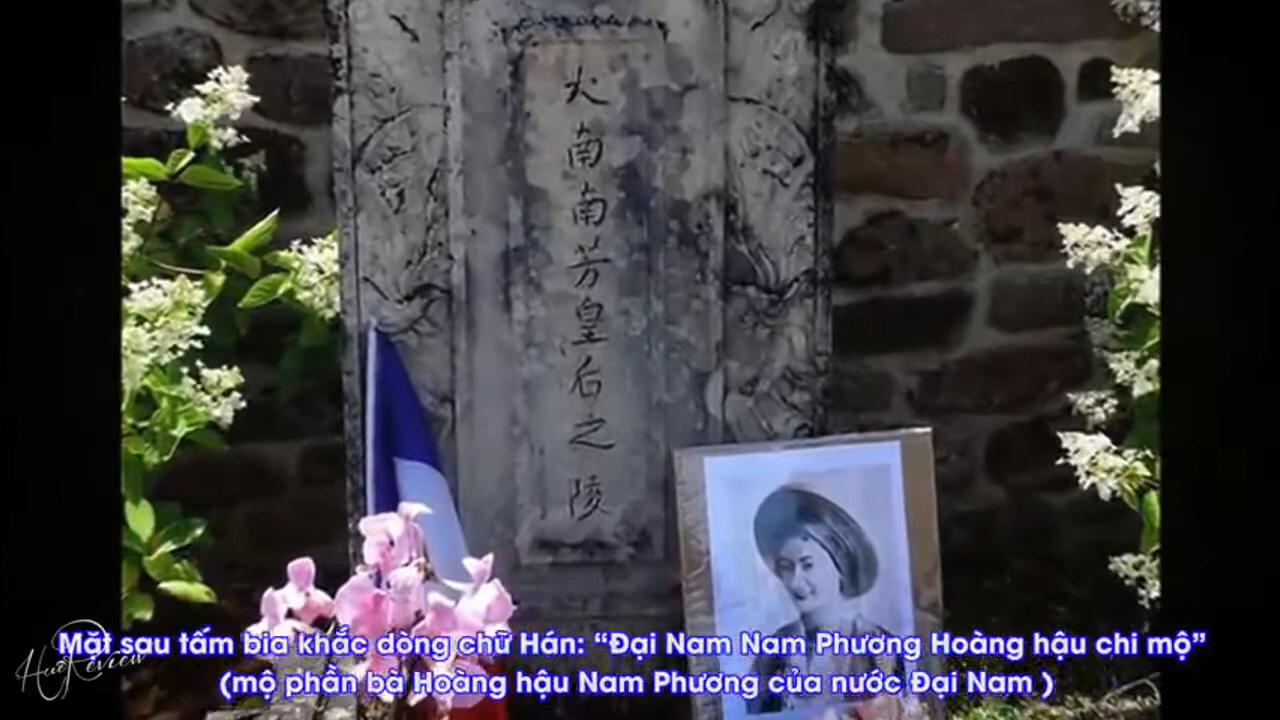 大南南芳皇后之陵
Mặt sau tấm bia khắc dòng chữ Hán: “Đại Nam Nam Phương Hoàng hậu chi mộ”
(mộ phần bà Hoàng hậu Nam Phương của nước Đại Nam )
HueReview